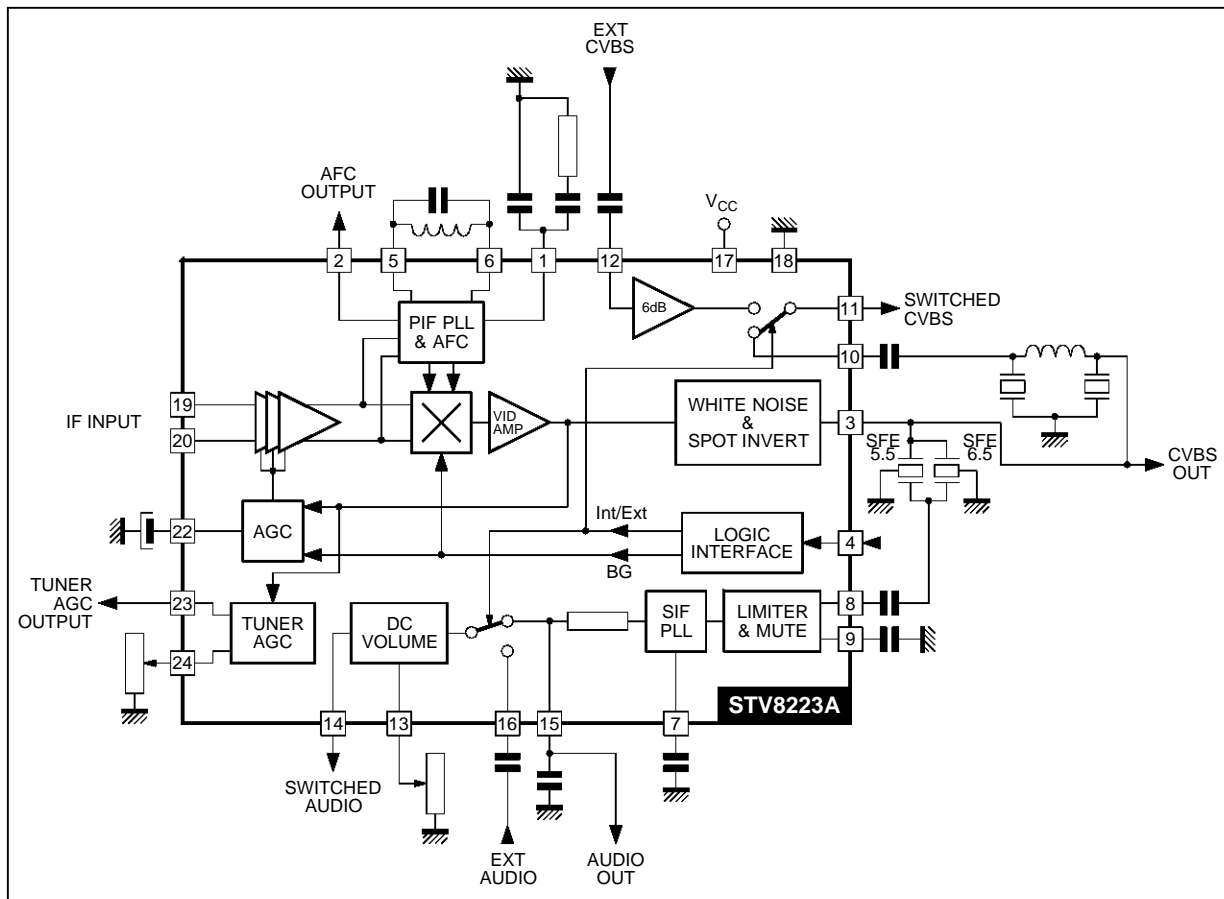 EXT
CVBS
AFC
OUTPUT
VCC
2
5
6
1
12
17
18
PIF PLL
& AFC
6dB
11
SWITCHED
CVBS
10
19
IF INPUT
20
VID
AMP
WHITE NOISE
&
SPOT INVERT
3
SFE
5.5
SFE
6.5
CVBS
OUT
22
AGC
Int/Ext
BG
LOGIC
INTERFACE
4
TUNER
AGC
OUTPUT
23
TUNER
AGC
24
DC
VOLUME
SIF
PLL
LIMITER
& MUTE
8
9
STV8223A
14
13
16
15
7
SWITCHED
AUDIO
EXT
AUDIO
AUDIO
OUT